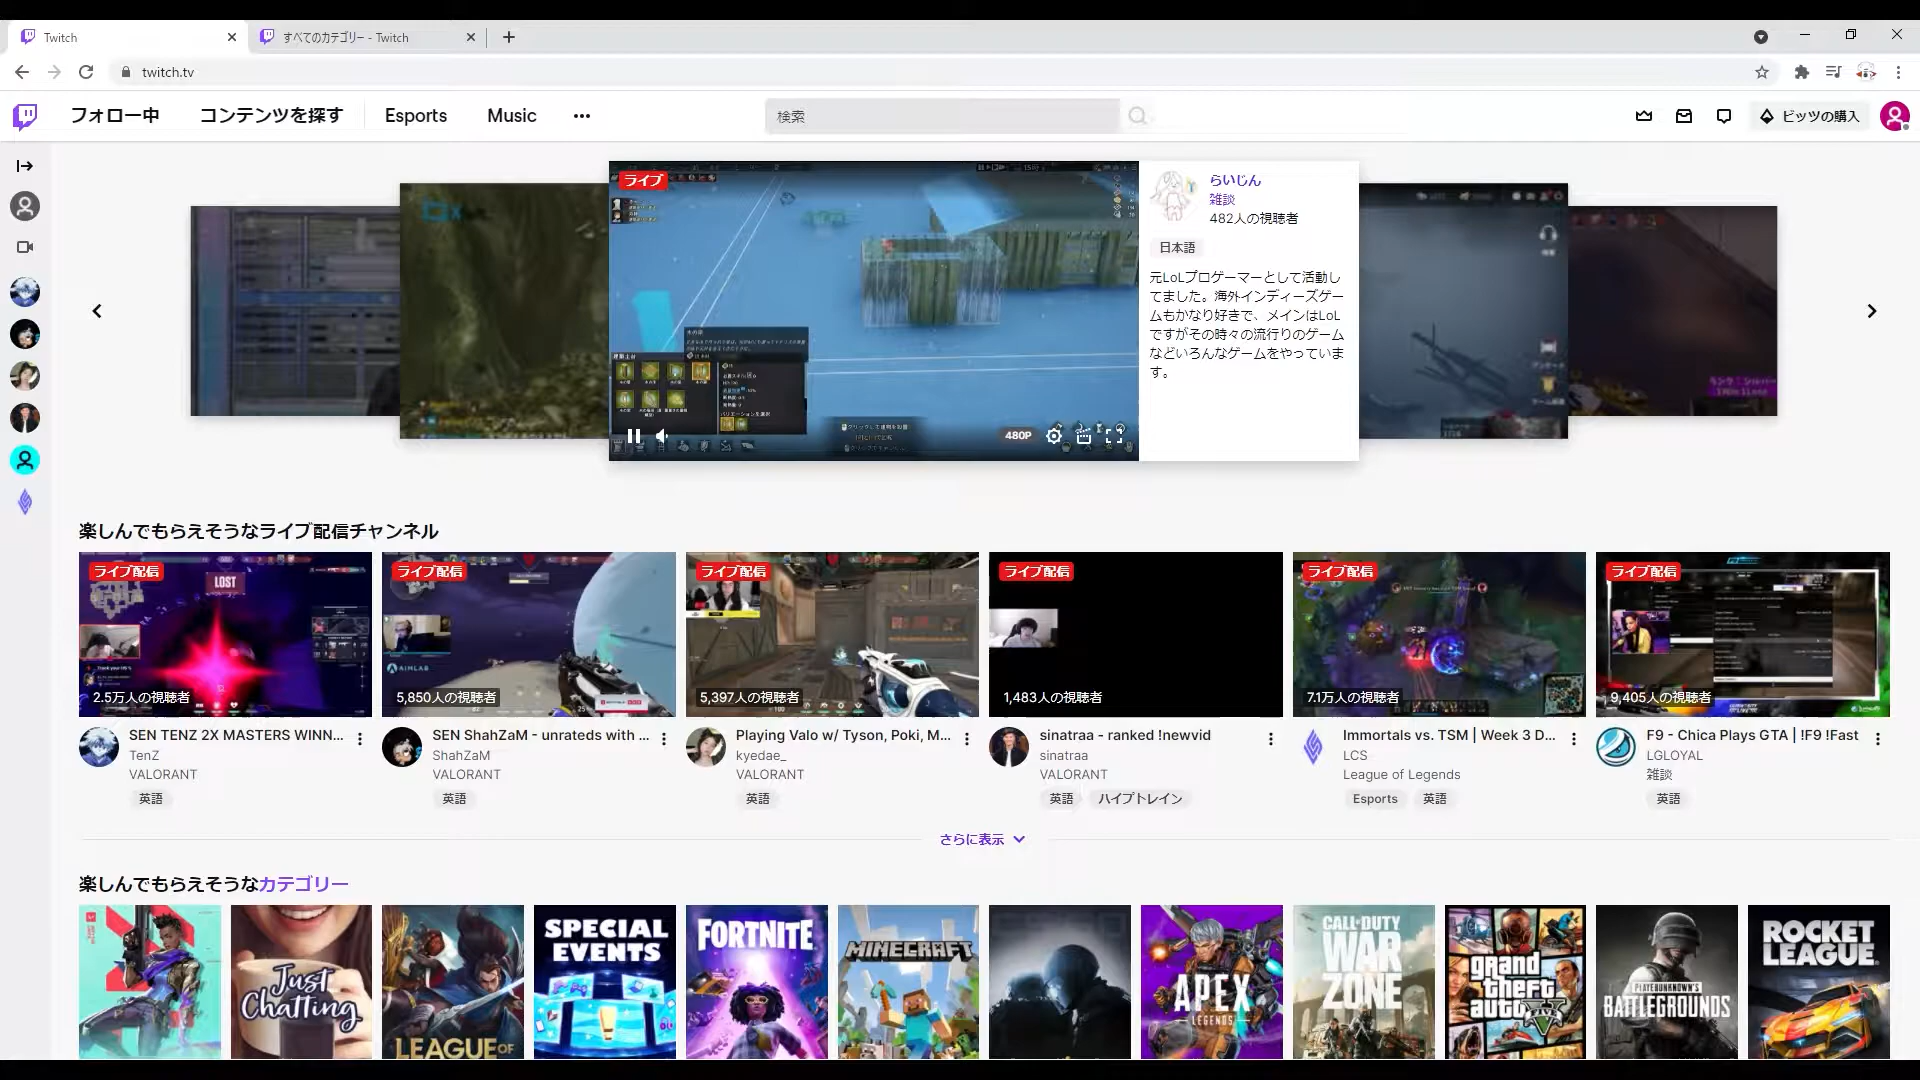 Twitch
すべてのカテゴリー - Twitch
twitch.tv
フォロー中
コンテンツを探す
Esports
Music
検索
ビッツの購入
ライブ
480P
らいじん
雑談
482人の視聴者
日本語
元LoLプロゲーマーとして活動し
てました。海外インディーズゲー
ムもかなり好きで、メインはLoL
ですがその時々の流行りのゲーム
などいろんなゲームをやっていま
す。
楽しんでもらえそうなライブ配信チャンネル
ライブ配信
LOST
2.5万人の視聴者
SEN TENZ 2X MASTERS WINN...
TenZ
VALORANT
英語
ライブ配信
AIMLAB
5,850人の視聴者
SEN ShahZaM - unrateds with ...
ShahZaM
VALORANT
英語
ライブ配信
5,397人の視聴者
Playing Valo w/ Tyson, Poki, M...
kyedae_
VALORANT
英語
ライブ配信
1,483人の視聴者
sinatraa - ranked !newvid
sinatraa
VALORANT
英語
ハイプトレイン
ライブ配信
7.1万人の視聴者
Immortals vs. TSM | Week 3 D...
LCS
League of Legends
Esports
英語
ライブ配信
9,405人の視聴者
F9 - Chica Plays GTA | !F9 !Fast
LGLOYAL
雑談
英語
さらに表示
楽しんでもらえそうなカテゴリー
Just
Chatting
LEAGUE OF
SPECIAL
EVENTS
FORTNITE
MINECRAFT
APEX
LEGENDS
CALL OF DUTY
WAR
ZONE
grand
theft
auto
FIVE
PLAYERUNKNOWN'S
BATTLEGROUNDS
ROCKET
LEAGUE